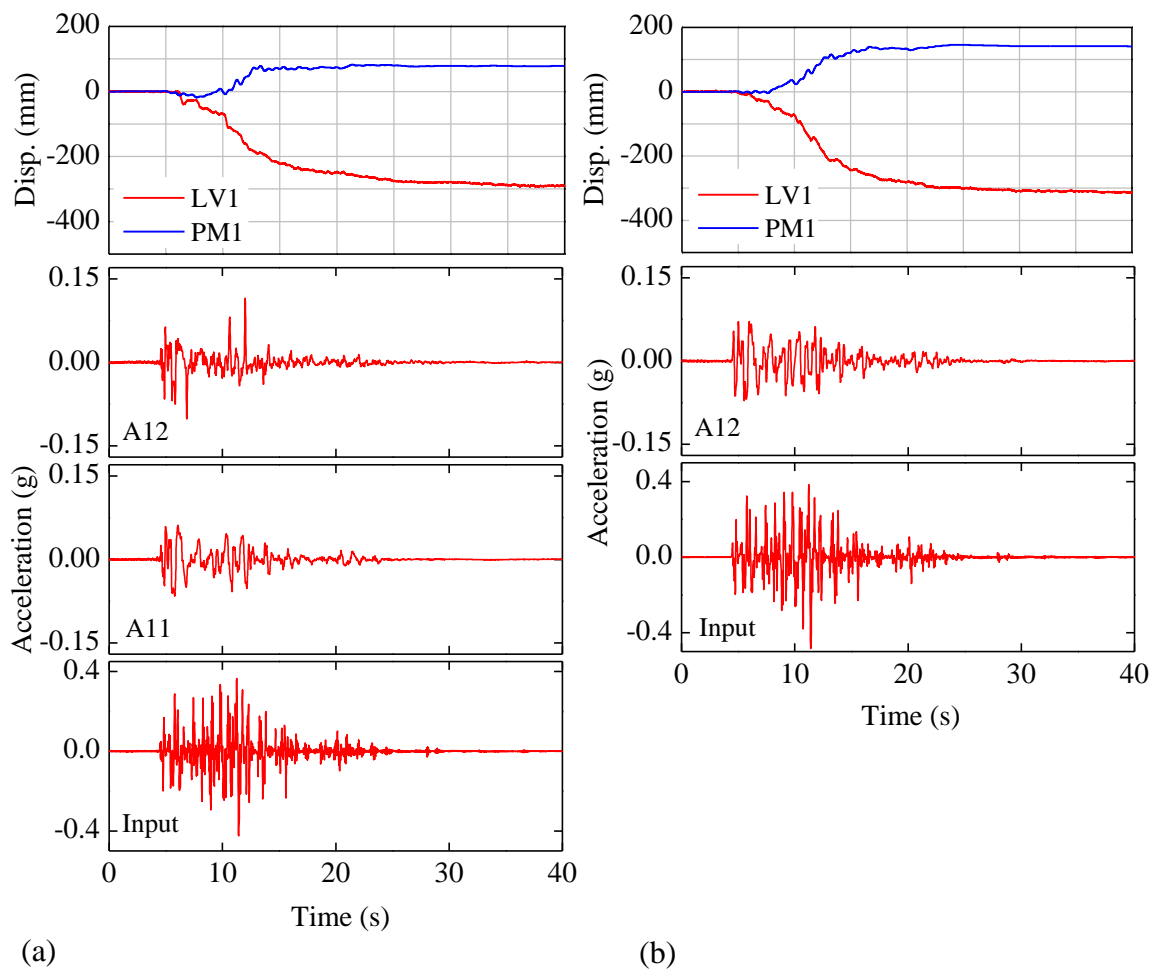 200
0
-200
-400
Disp. (mm)
LV1
PM1
0.15
0.00
-0.15
A12
0.15
0.00
-0.15
A11
Acceleration (g)
0.4
0.0
-0.4
Input
0 10 20 30 40
Time (s)
(a)
200
0
-200
-400
Disp. (mm)
LV1
PM1
0.15
0.00
-0.15
A12
Acceleration (g)
0.4
0.0
-0.4
Input
0 10 20 30 40
Time (s)
(b)